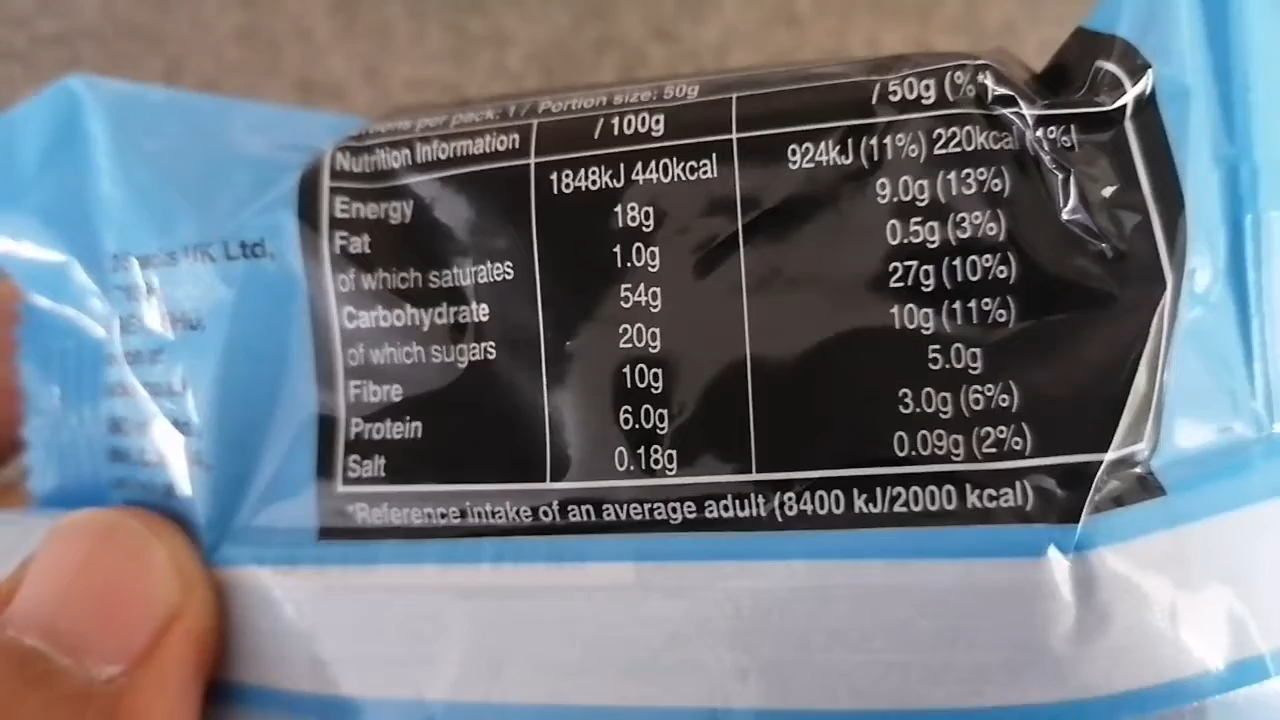 per pack: 1 / Portion size: 50g
Nutrition Information / 100g / 50g (%*)
Energy 1848kJ 440kcal 924kJ (11%) 220kcal
Fat 18g 9.0g (13%)
of which saturates 1.0g 0.5g (3%)
Carbohydrate 54g 27g (10%)
of which sugars 20g 10g (11%)
Fibre 10g 5.0g
Protein 6.0g 3.0g (6%)
Salt 0.18g 0.09g (2%)
*Reference intake of an average adult (8400 kJ/2000 kcal)
UK Ltd,